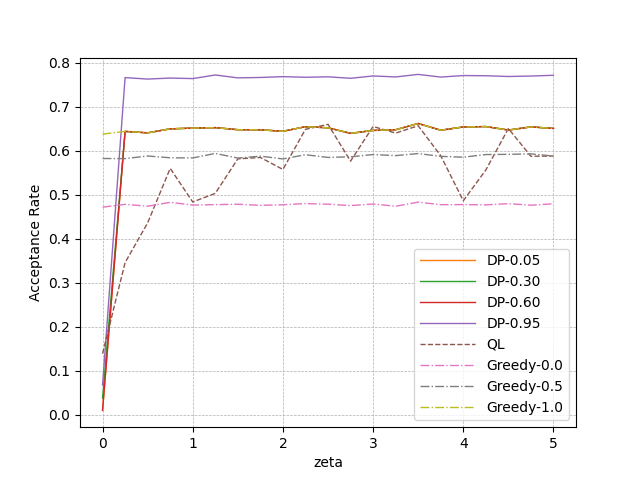 0.8
0.7
0.6
0.5
0.4
0.3
0.2
0.1
0.0
Acceptance Rate
DP-0.05
DP-0.30
DP-0.60
DP-0.95
QL
Greedy-0.0
Greedy-0.5
Greedy-1.0
0 1 2 3 4 5
zeta